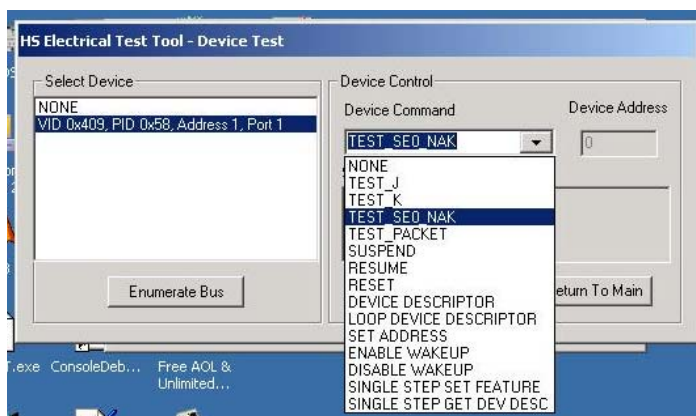 HS Electrical Test Tool - Device Test
Select Device
NONE
VID 0x409, PID 0x58, Address 1, Port 1
Enumerate Bus
Device Control
Device Command
Device Address
TEST_SE0_NAK
0
NONE
TEST_J
TEST_K
TEST_SE0_NAK
TEST_PACKET
SUSPEND
RESUME
RESET
DEVICE DESCRIPTOR
LOOP DEVICE DESCRIPTOR
SET ADDRESS
ENABLE WAKEUP
DISABLE WAKEUP
SINGLE STEP SET FEATURE
SINGLE STEP GET DEV DESC
eturn To Main
T.exe
ConsoleDeb...
Free AOL &
Unlimited...